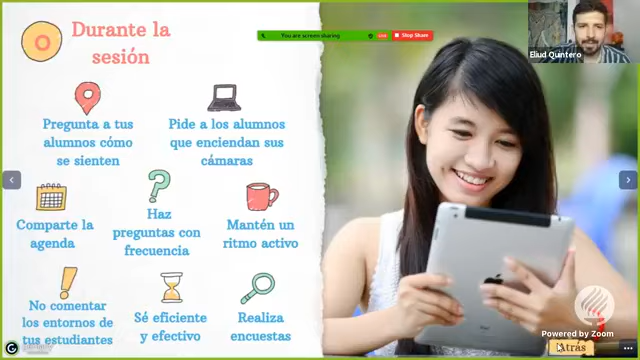 Durante la
sesión
You are screen sharing
Stop Share
Eliud Quintero
Pregunta a tus
alumnos cómo
se sienten
Pide a los alumnos
que enciendan sus
cámaras
Comparte la
agenda
Haz
preguntas con
frecuencia
Mantén un
ritmo activo
No comentar
los entornos de
tus estudiantes
Sé eficiente
y efectivo
Realiza
encuestas
Powered by Zoom
Atrás